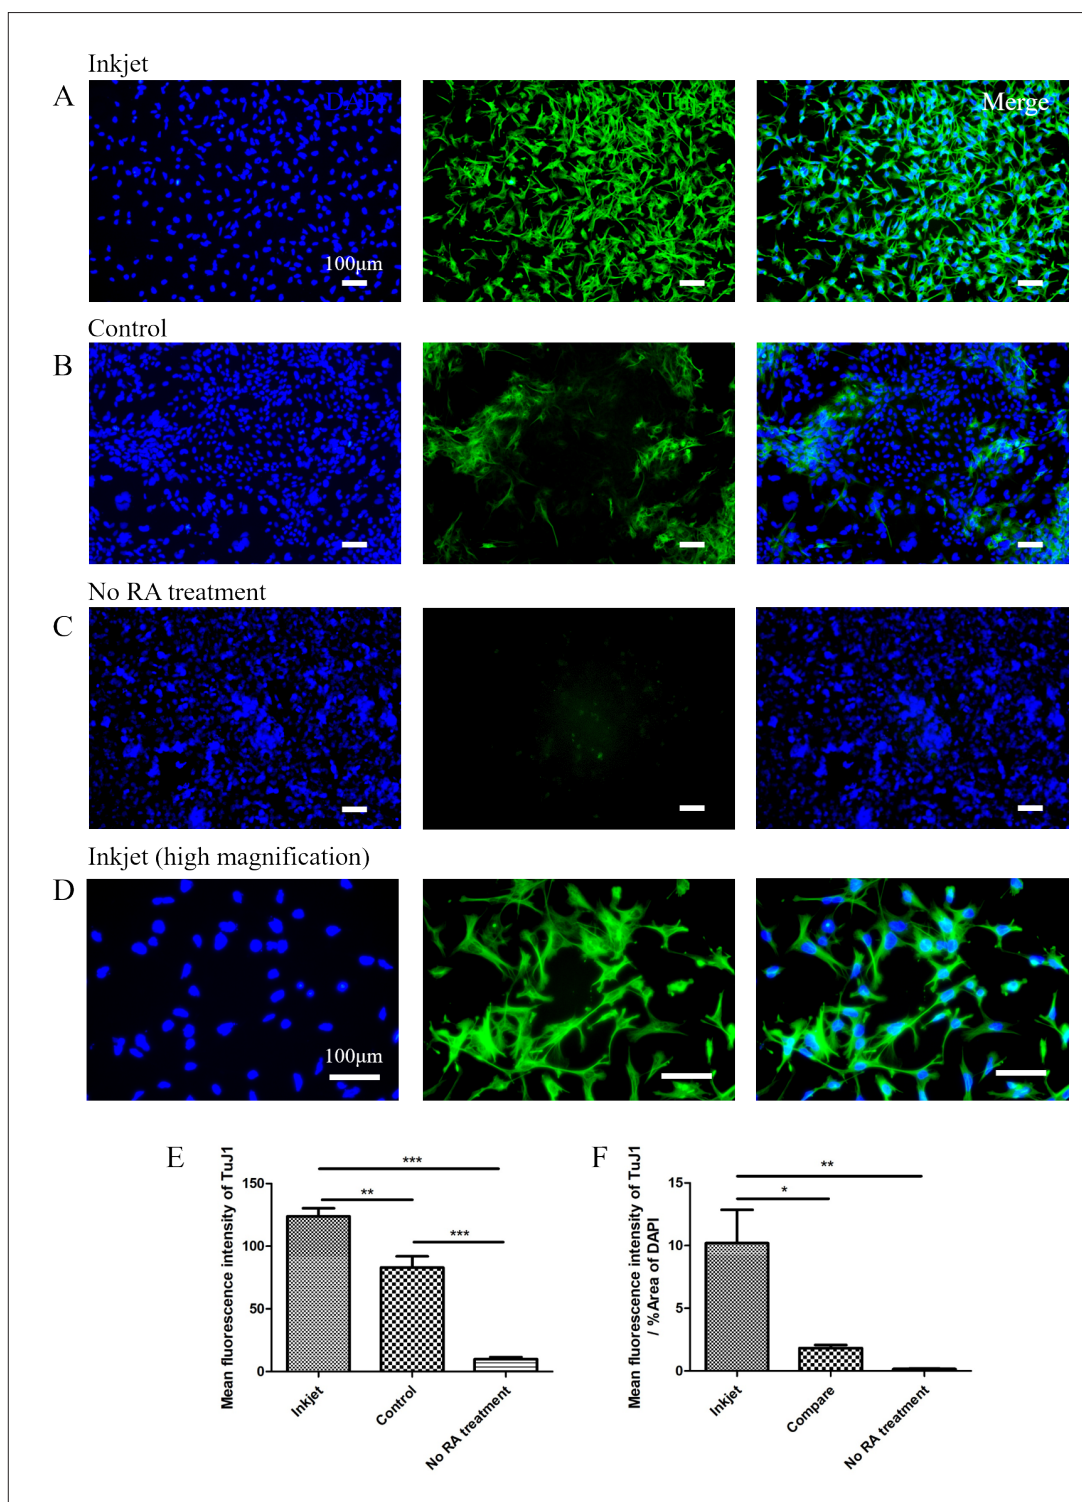 Inkjet
A
DAPI
TuJ1
Merge
100μm
Control
B
No RA treatment
C
Inkjet (high magnification)
D
100μm
E
Mean fluorescence intensity of TuJ1
150
100
50
0
***
**
***
Inkjet
Control
No RA treatment
F
Mean fluorescence intensity of TuJ1
/ %Area of DAPI
15
10
5
0
**
*
Inkjet
Compare
No RA treatment